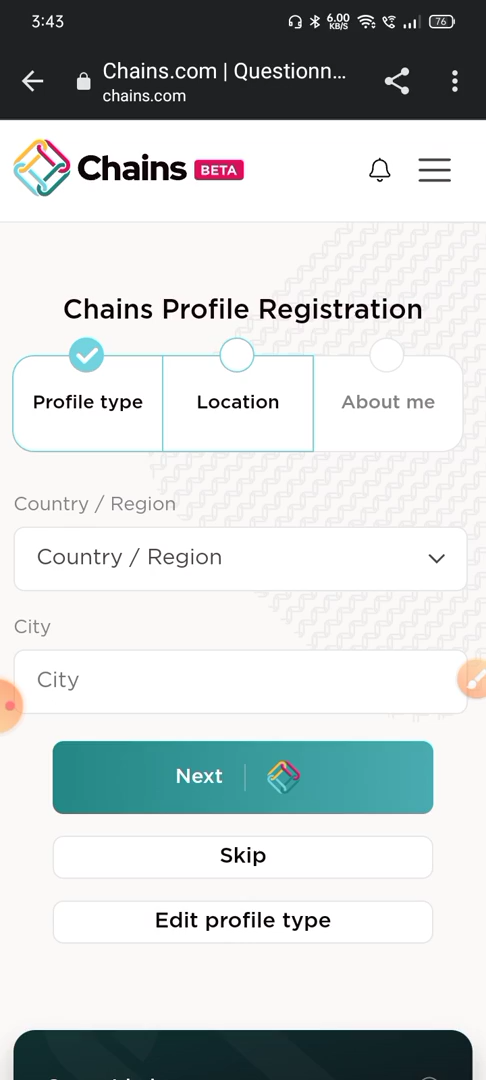 3:43
6.00
KB/S
76
Chains.com | Questionn...
chains.com
Chains BETA
Chains Profile Registration
Profile type
Location
About me
Country / Region
Country / Region
City
City
Next
Skip
Edit profile type